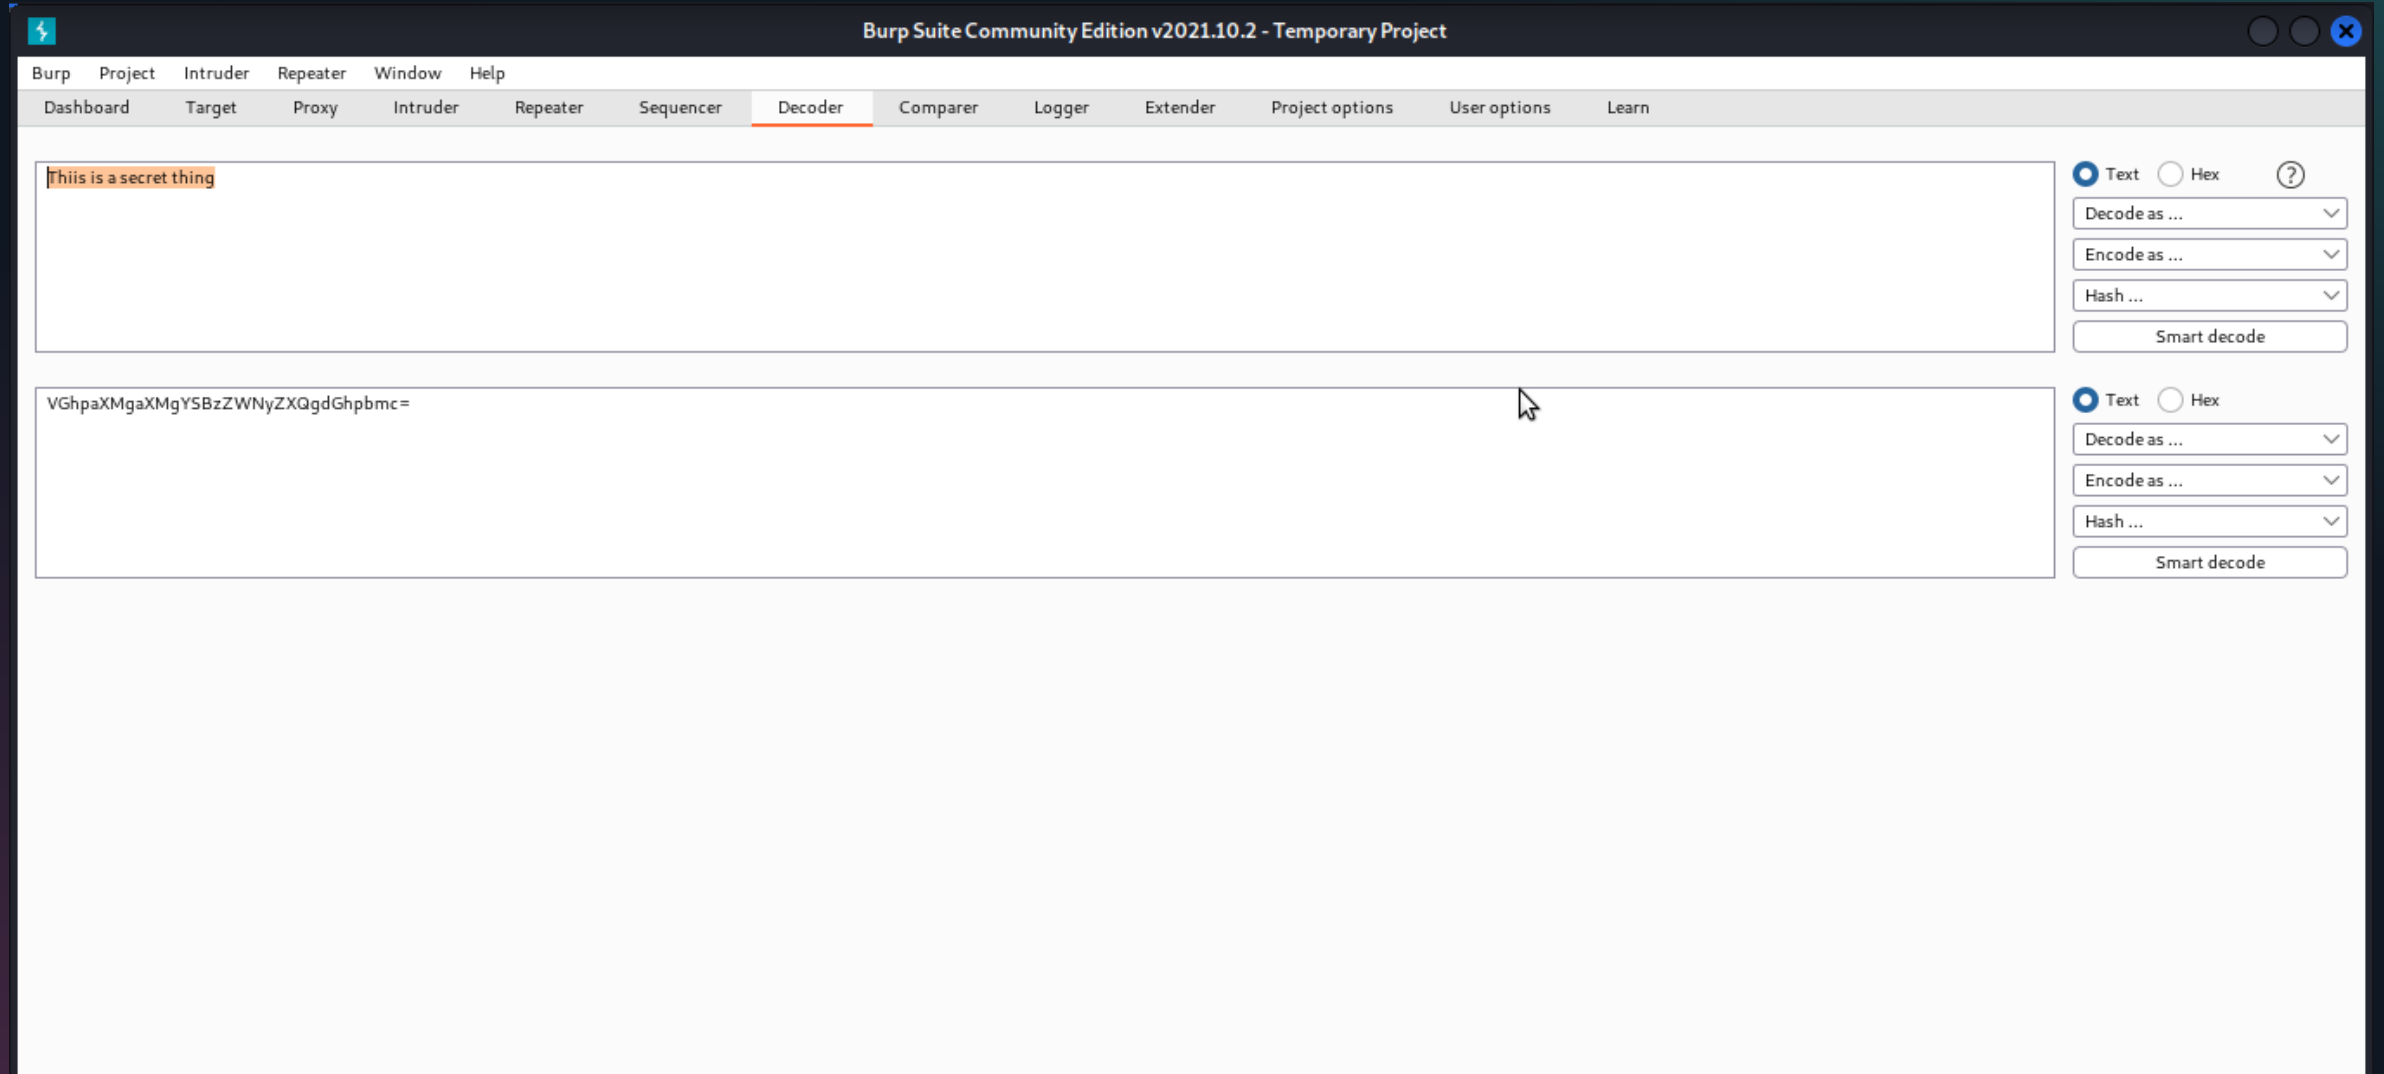 Burp Suite Community Edition v2021.10.2 - Temporary Project
Burp Project Intruder Repeater Window Help
Dashboard Target Proxy Intruder Repeater Sequencer Decoder Comparer Logger Extender Project options User options Learn
Thiis is a secret thing
Text Hex ?
Decode as ...
Encode as ...
Hash ...
Smart decode
VGhpaXMgaXMgYSBzZWNyZXQgdGhpbmc=
Text Hex
Decode as ...
Encode as ...
Hash ...
Smart decode